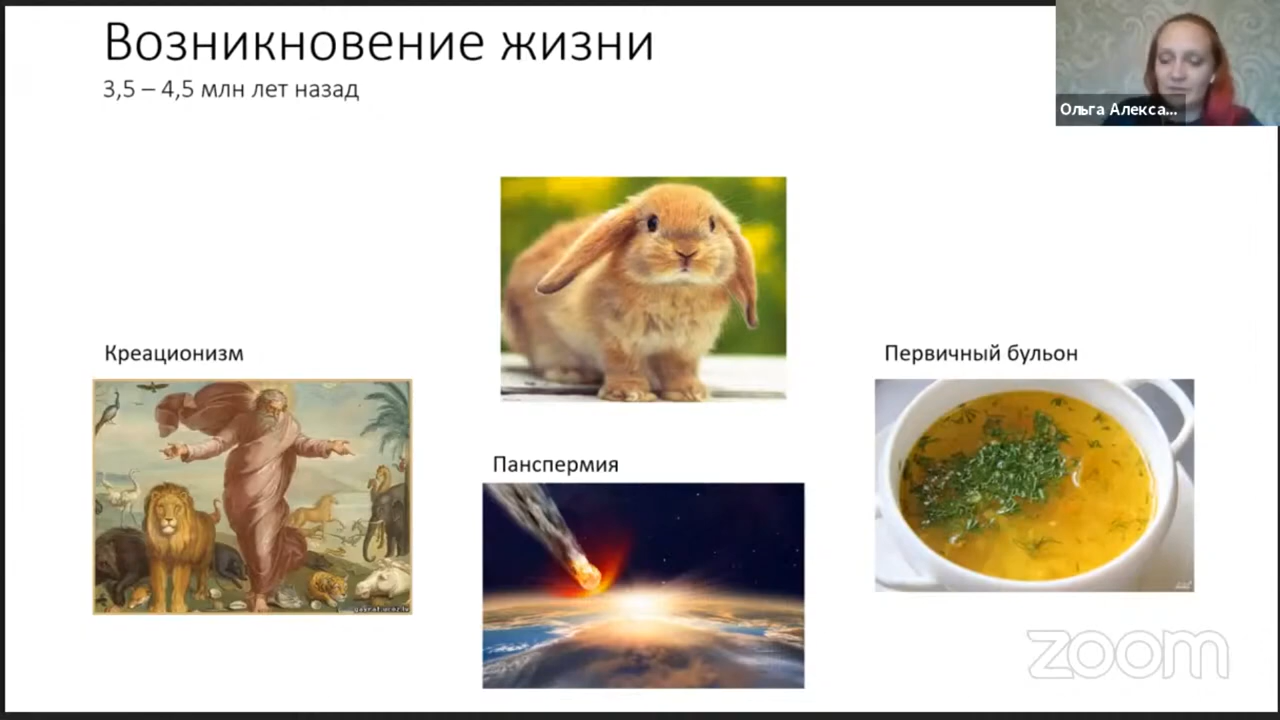 Возникновение жизни
3,5 – 4,5 млн лет назад
Ольга Алекса...
Креационизм
Первичный бульон
Панспермия
zoom